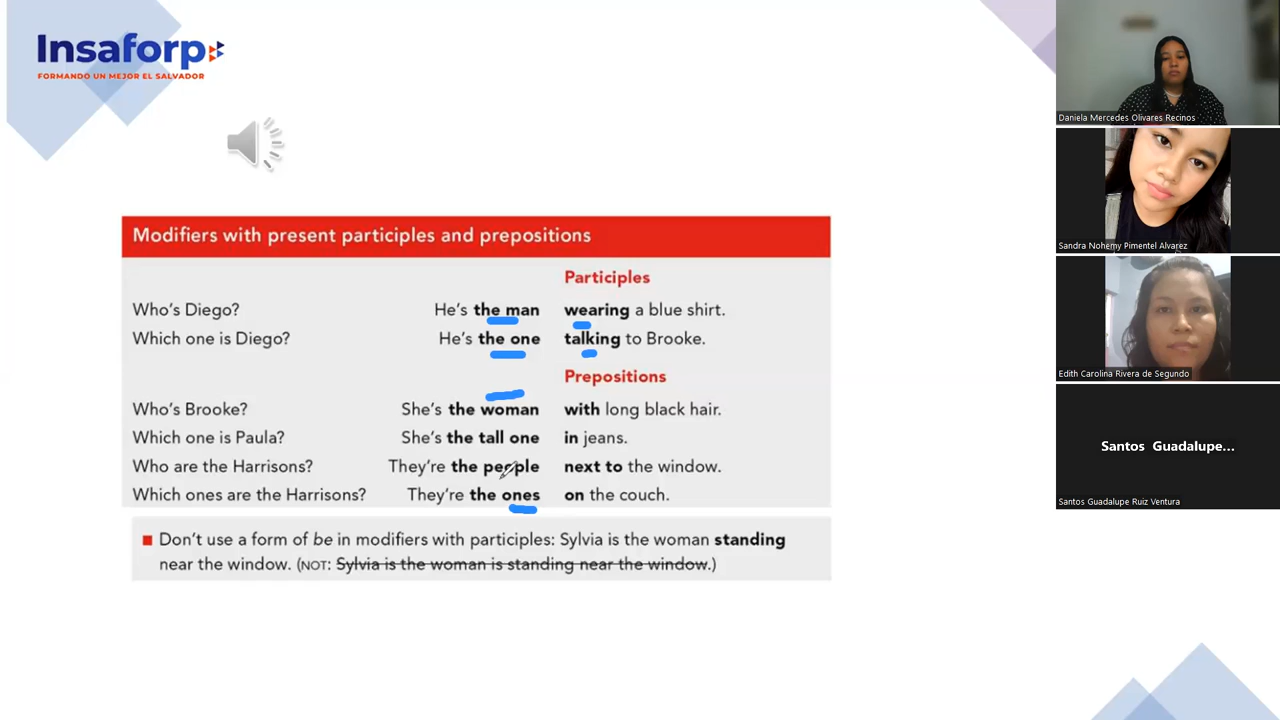 Insaforp
FORMANDO UN MEJOR EL SALVADOR
Modifiers with present participles and prepositions
Participles
Who's Diego? He's the man wearing a blue shirt.
Which one is Diego? He's the one talking to Brooke.
Prepositions
Who's Brooke? She's the woman with long black hair.
Which one is Paula? She's the tall one in jeans.
Who are the Harrisons? They're the people next to the window.
Which ones are the Harrisons? They're the ones on the couch.
Don't use a form of be in modifiers with participles: Sylvia is the woman standing
near the window. (NOT: Sylvia is the woman is standing near the window.)
Daniela Mercedes Olivares Recinos
Sandra Nohemy Pimentel Alvarez
Edith Carolina Rivera de Segundo
Santos Guadalupe...
Santos Guadalupe Ruiz Ventura